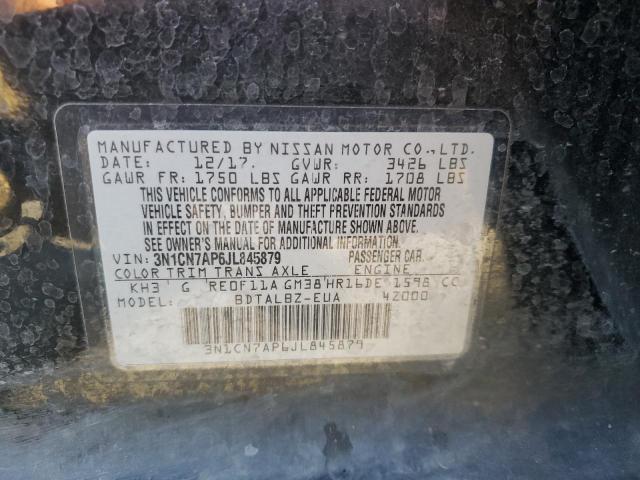 MANUFACTURED BY NISSAN MOTOR CO.,LTD.
DATE: 12/17. GVWR: 3426 LBS
GAWR FR: 1750 LBS GAWR RR: 1708 LBS
THIS VEHICLE CONFORMS TO ALL APPLICABLE FEDERAL MOTOR
VEHICLE SAFETY, BUMPER AND THEFT PREVENTION STANDARDS
IN EFFECT ON THE DATE OF MANUFACTURE SHOWN ABOVE.
SEE OWNER'S MANUAL FOR ADDITIONAL INFORMATION.
VIN: 3N1CN7AP6JL845879 PASSENGER CAR.
COLOR TRIM TRANS AXLE ENGINE
KH3 G RE0F11A GM38 HR16DE 1598 CC
MODEL: BDTALBZ-EUA 42000
3N1CN7AP6JL845879